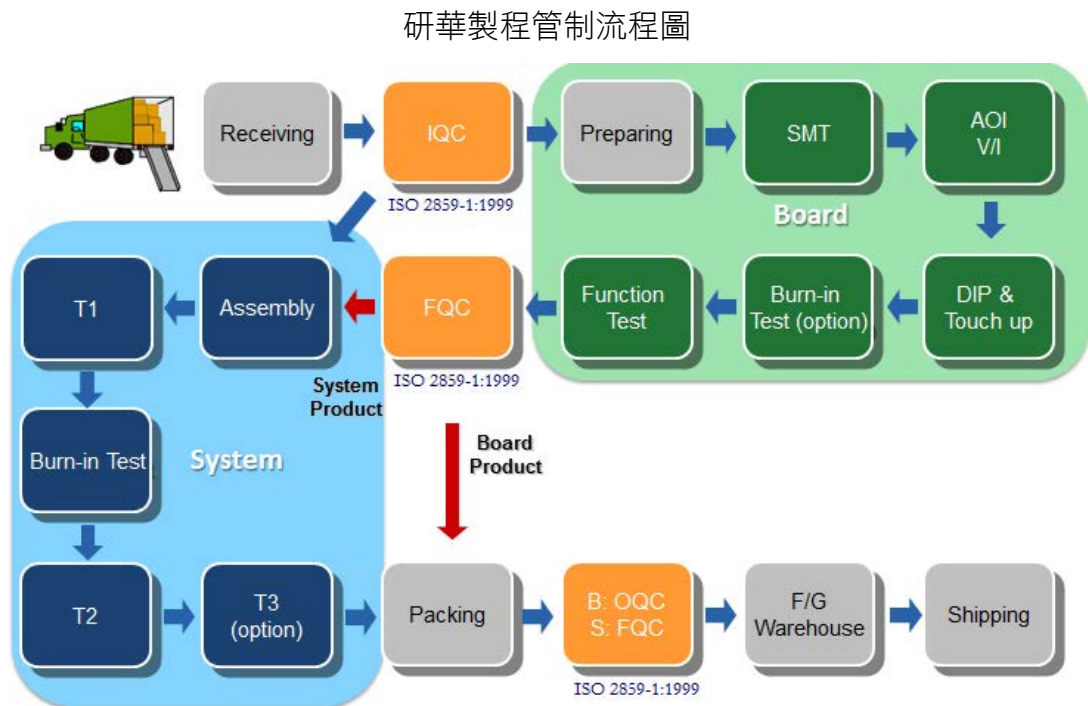 研華製程管制流程圖
Receiving
IQC
ISO 2859-1:1999
Preparing
SMT
AOI
V/I
Board
DIP &
Touch up
Burn-in
Test (option)
Function
Test
FQC
ISO 2859-1:1999
System
Product
Board
Product
Assembly
T1
Burn-in Test
System
T2
T3
(option)
Packing
B: OQC
S: FQC
ISO 2859-1:1999
F/G
Warehouse
Shipping